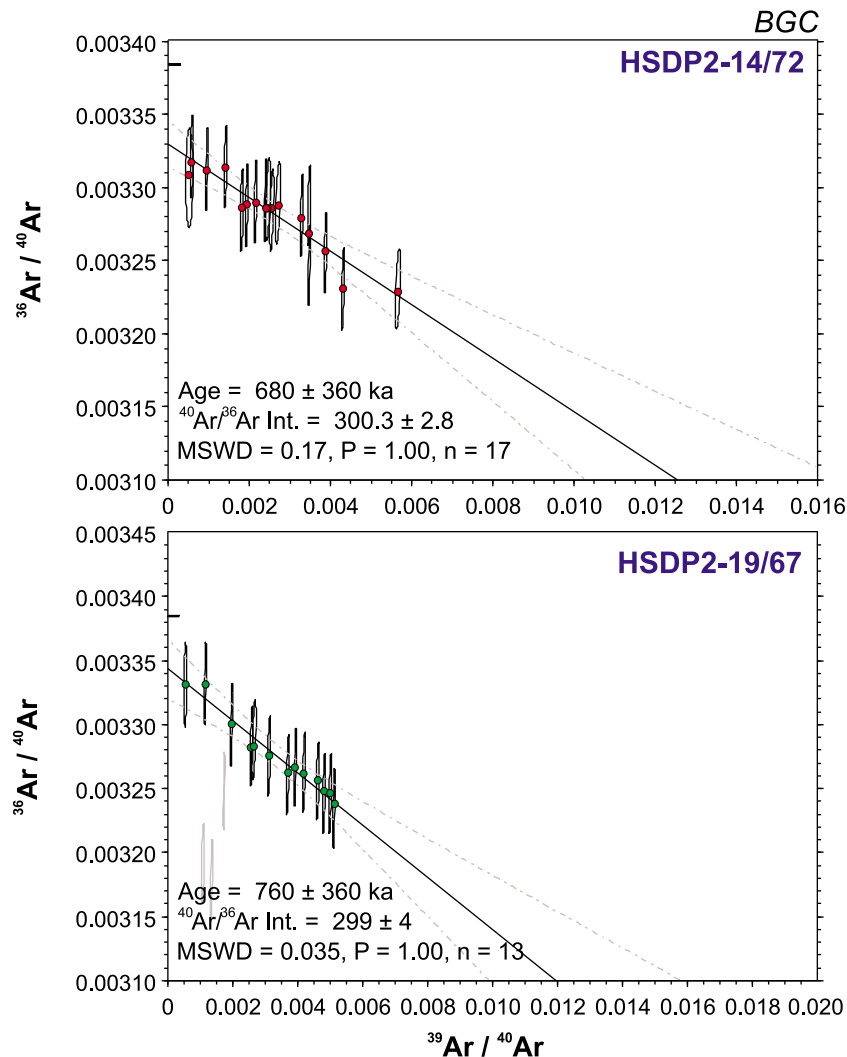 BGC
HSDP2-14/72
0.00340
0.00335
0.00330
0.00325
0.00320
0.00315
0.00310
³⁶Ar / ⁴⁰Ar
Age = 680 ± 360 ka
⁴⁰Ar/³⁶Ar Int. = 300.3 ± 2.8
MSWD = 0.17, P = 1.00, n = 17
0 0.002 0.004 0.006 0.008 0.010 0.012 0.014 0.016
HSDP2-19/67
0.00345
0.00340
0.00335
0.00330
0.00325
0.00320
0.00315
0.00310
³⁶Ar / ⁴⁰Ar
Age = 760 ± 360 ka
⁴⁰Ar/³⁶Ar Int. = 299 ± 4
MSWD = 0.035, P = 1.00, n = 13
0 0.002 0.004 0.006 0.008 0.010 0.012 0.014 0.016 0.018 0.020
³⁹Ar / ⁴⁰Ar